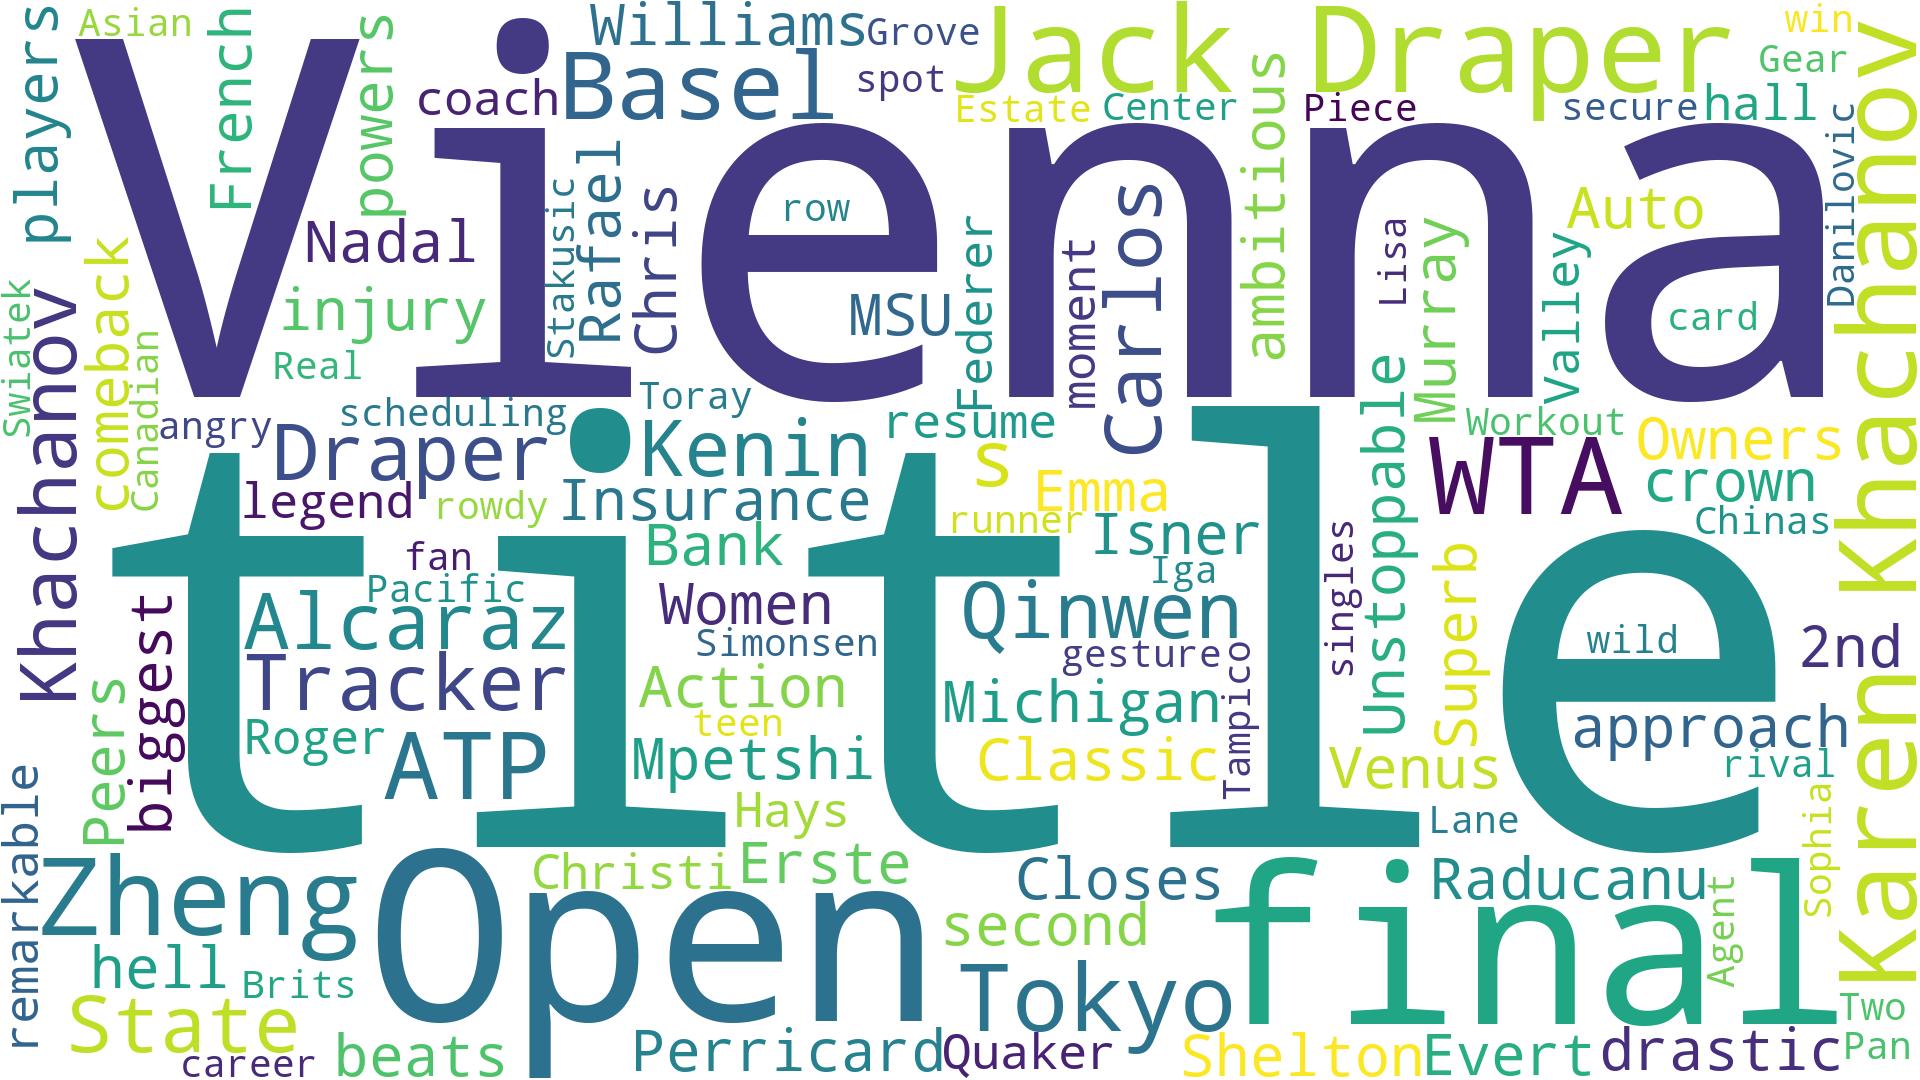 Vienna
title
Open
final
Karen Khachanov
Jack Draper
Khachanov
Zheng
Tokyo
WTA
ATP
Basel
Carlos
Draper
Kenin
Alcaraz
Tracker
Qinwen
State
s
Williams
Grove
spot
Asian
players
French
powers
coach
Estate
Center
Piece
secure
hall
win
Gear
ambitious
Danilovic
Auto
Valley
Murray
Lisa
card
row
Rafael
Stakusic
Chris
Nadal
injury
Real
MSU
Federer
moment
comeback
Swiatek
Canadian
angry
scheduling
Toray
resume
Workout
Owners
crown
Chinas
Unstoppable
legend
rowdy
Insurance
Emma
runner
Isner
Iga
Bank
fan
Pacific
Women
Simonsen
gesture
singles
Superb
wild
2nd
approach
rival
Tampico
Michigan
Action
teen
Mpetshi
Classic
Venus
Lane
Sophia
Roger
biggest
Peers
remarkable
Hays
Christi
Erste
Closes
second
Raducanu
Agent
hell
Brits
career
beats
Perricard
Quaker
Shelton
Evert
drastic
Two
Pan